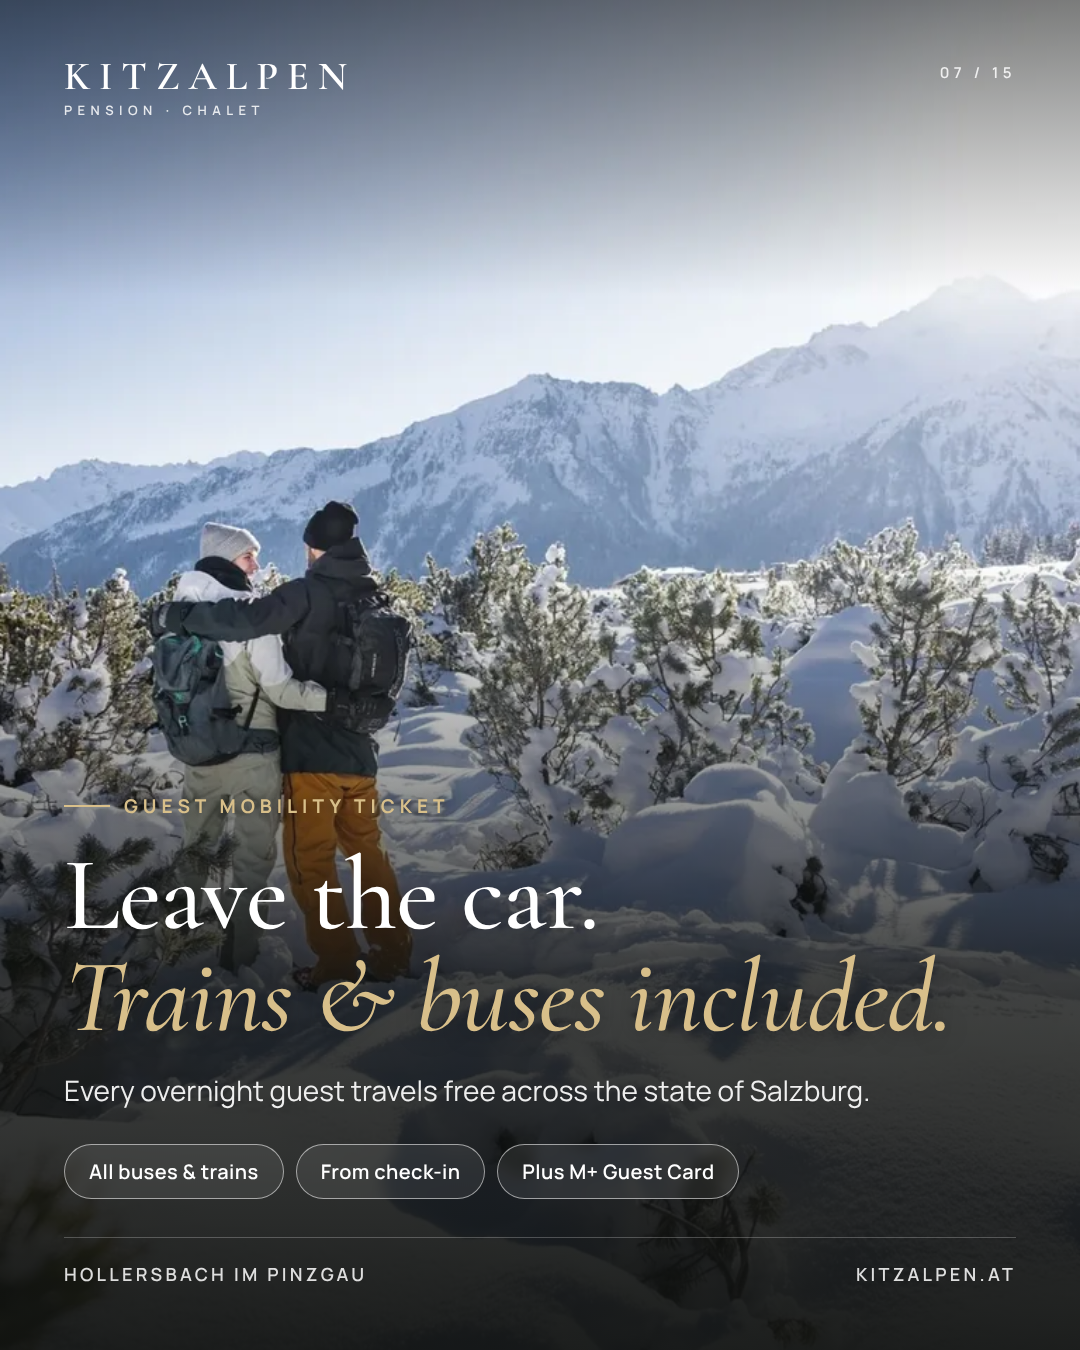 KITZALPEN
PENSION · CHALET
07 / 15
GUEST MOBILITY TICKET
Leave the car.
Trains & buses included.
Every overnight guest travels free across the state of Salzburg.
All buses & trains
From check-in
Plus M+ Guest Card
HOLLERSBACH IM PINZGAU
KITZALPEN.AT